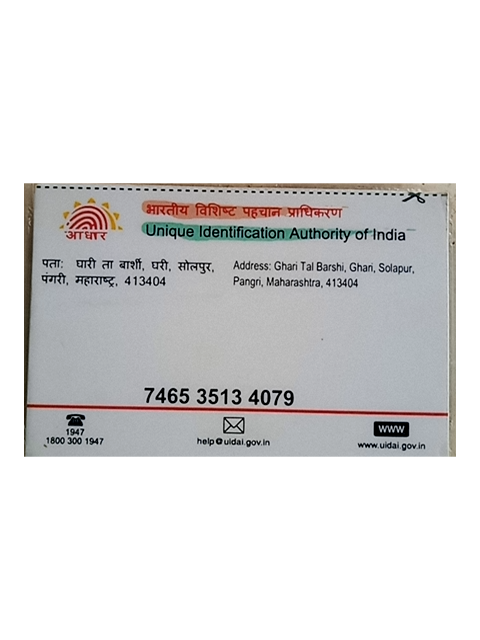 भारतीय विशिष्ट पहचान प्राधिकरण
Unique Identification Authority of India
आधार
पता: घारी ता बार्शी, घरी, सोलपुर,
पंगरी, महाराष्ट्र, 413404
Address: Ghari Tal Barshi, Ghari, Solapur,
Pangri, Maharashtra, 413404
7465 3513 4079
1947
1800 300 1947
help@uidai.gov.in
www
www.uidai.gov.in